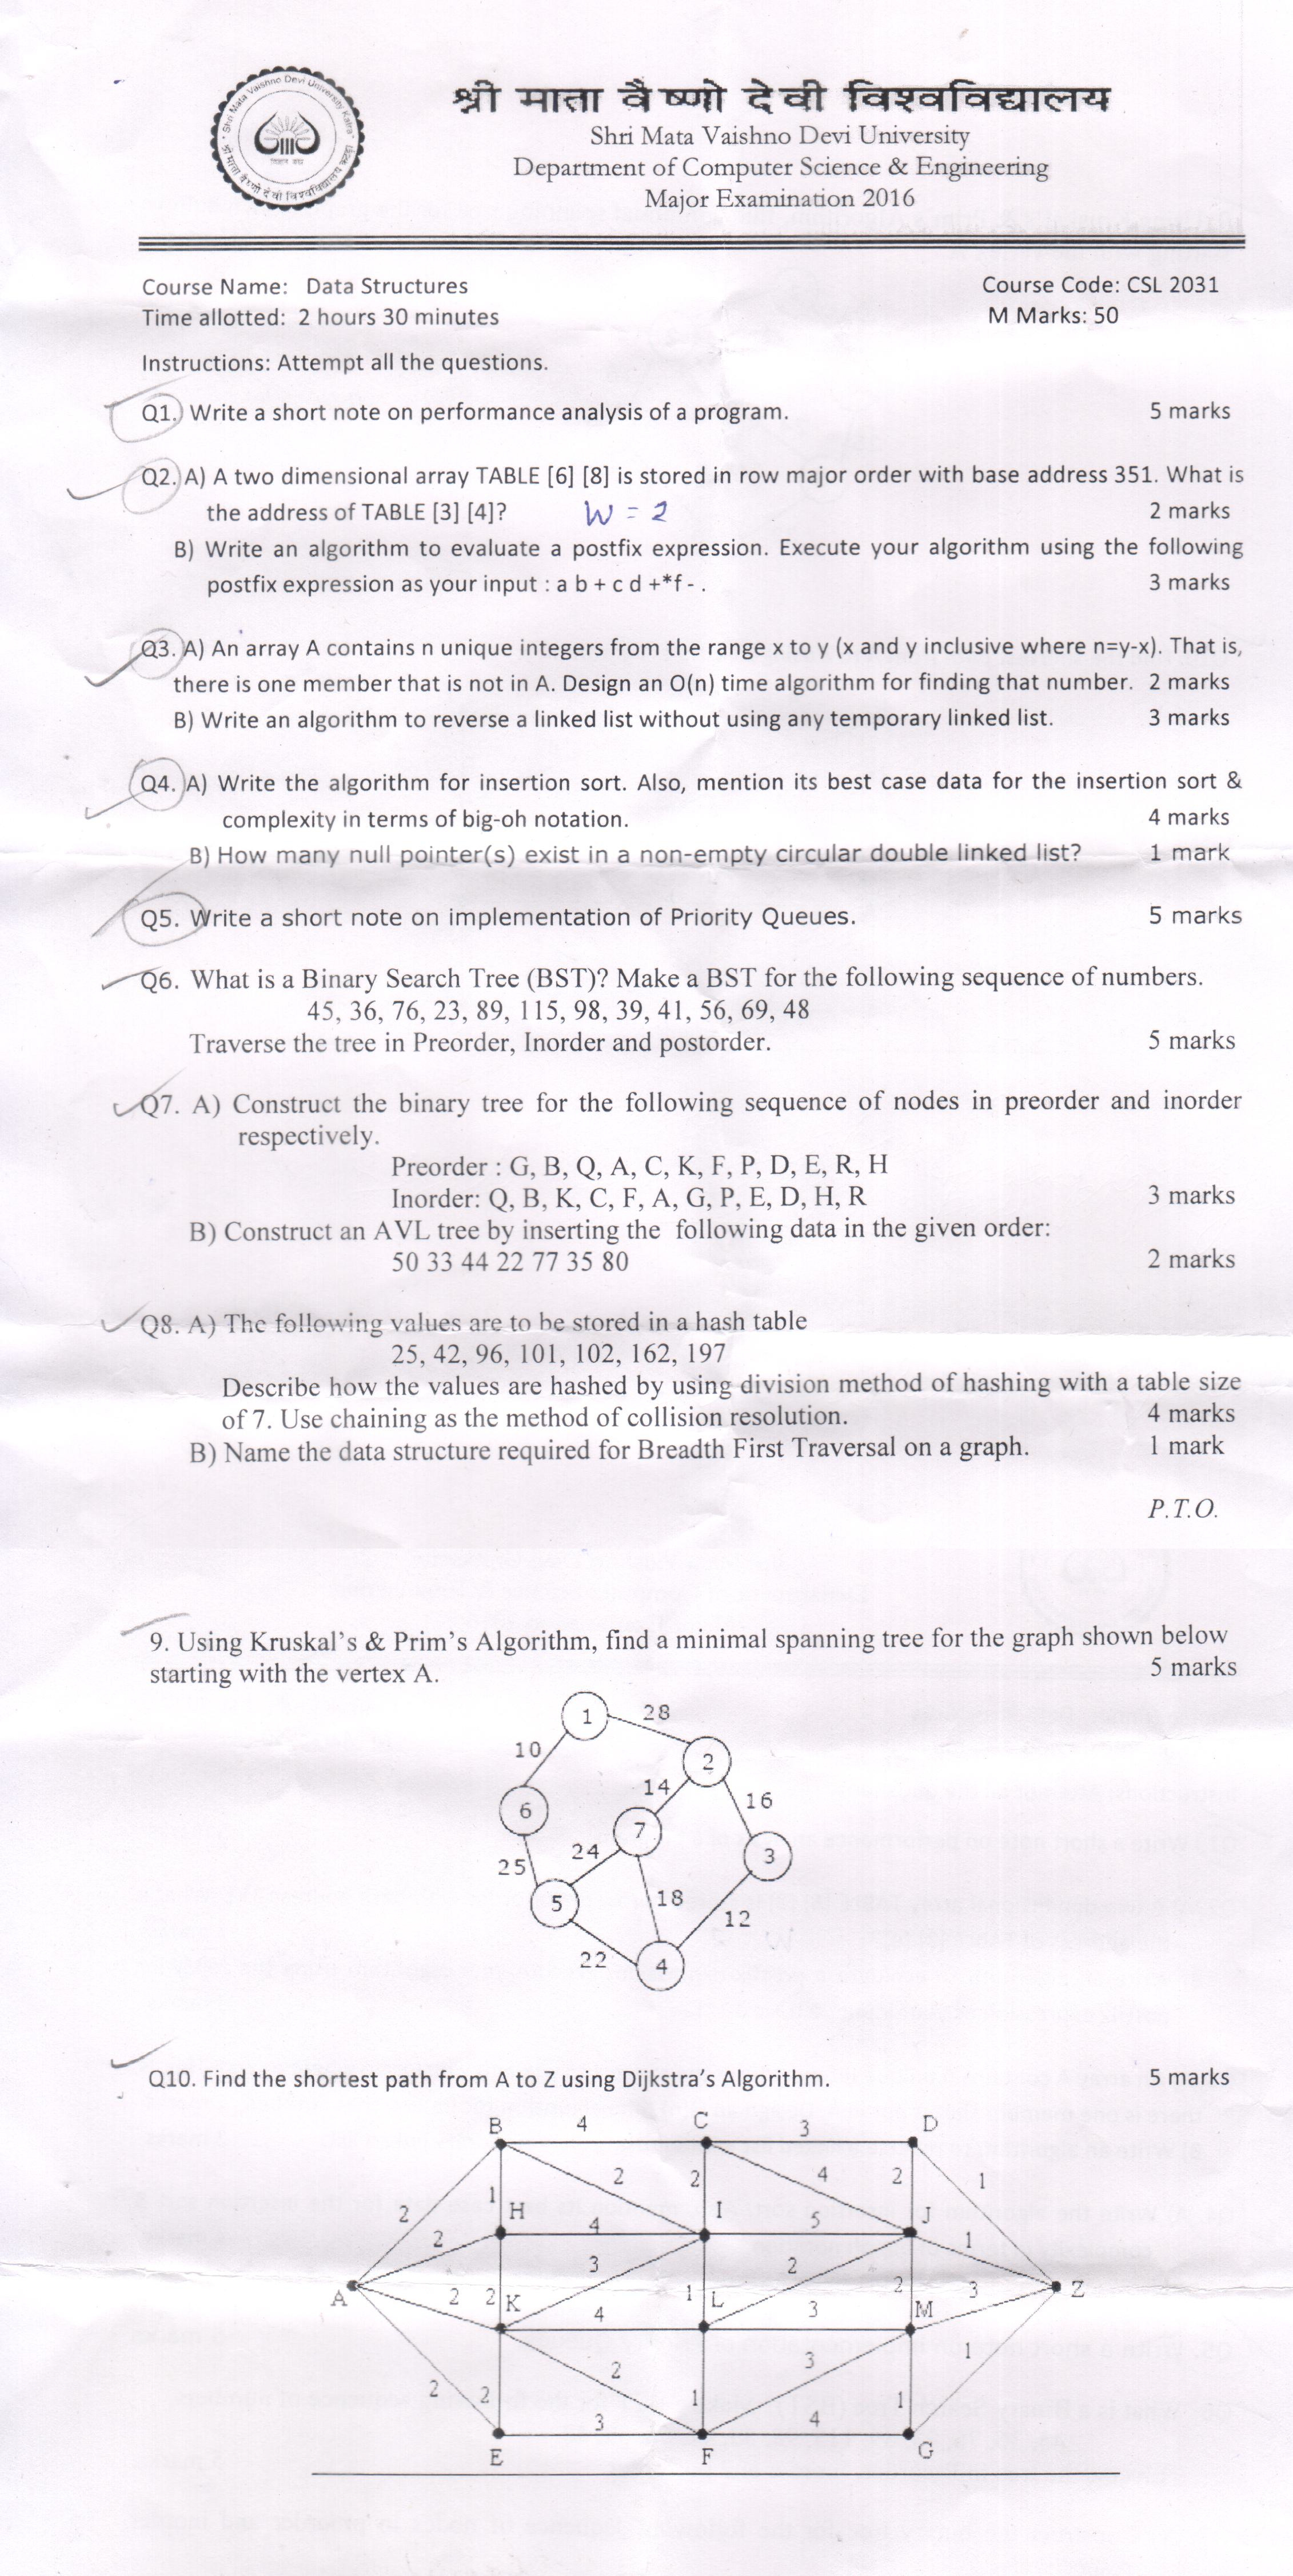 श्री माता वैष्णो देवी विश्वविद्यालय
Shri Mata Vaishno Devi University
Department of Computer Science & Engineering
Major Examination 2016
Course Name: Data Structures
Course Code: CSL 2031
Time allotted: 2 hours 30 minutes
M Marks: 50
Instructions: Attempt all the questions.
Q1. Write a short note on performance analysis of a program. 5 marks
Q2. A) A two dimensional array TABLE [6] [8] is stored in row major order with base address 351. What is
the address of TABLE [3] [4]? W = 2 2 marks
B) Write an algorithm to evaluate a postfix expression. Execute your algorithm using the following
postfix expression as your input : a b + c d +*f - . 3 marks
Q3. A) An array A contains n unique integers from the range x to y (x and y inclusive where n=y-x). That is,
there is one member that is not in A. Design an O(n) time algorithm for finding that number. 2 marks
B) Write an algorithm to reverse a linked list without using any temporary linked list. 3 marks
Q4. A) Write the algorithm for insertion sort. Also, mention its best case data for the insertion sort &
complexity in terms of big-oh notation. 4 marks
B) How many null pointer(s) exist in a non-empty circular double linked list? 1 mark
Q5. Write a short note on implementation of Priority Queues. 5 marks
Q6. What is a Binary Search Tree (BST)? Make a BST for the following sequence of numbers.
45, 36, 76, 23, 89, 115, 98, 39, 41, 56, 69, 48
Traverse the tree in Preorder, Inorder and postorder. 5 marks
Q7. A) Construct the binary tree for the following sequence of nodes in preorder and inorder
respectively.
Preorder : G, B, Q, A, C, K, F, P, D, E, R, H
Inorder: Q, B, K, C, F, A, G, P, E, D, H, R 3 marks
B) Construct an AVL tree by inserting the following data in the given order:
50 33 44 22 77 35 80 2 marks
Q8. A) The following values are to be stored in a hash table
25, 42, 96, 101, 102, 162, 197
Describe how the values are hashed by using division method of hashing with a table size
of 7. Use chaining as the method of collision resolution. 4 marks
B) Name the data structure required for Breadth First Traversal on a graph. 1 mark
P.T.O.
9. Using Kruskal's & Prim's Algorithm, find a minimal spanning tree for the graph shown below
starting with the vertex A. 5 marks
1 28
10 2
14 16
6 7
24 3
25
5 18 12
22 4
Q10. Find the shortest path from A to Z using Dijkstra's Algorithm. 5 marks
B 4 C 3 D
2 2 4 2 1
1 H I J
2 2 4 5 1
3 2
A 2 2 K 1 L 2 3 Z
4 3 M
2 3 1
2 2 1 1
3 4
E F G